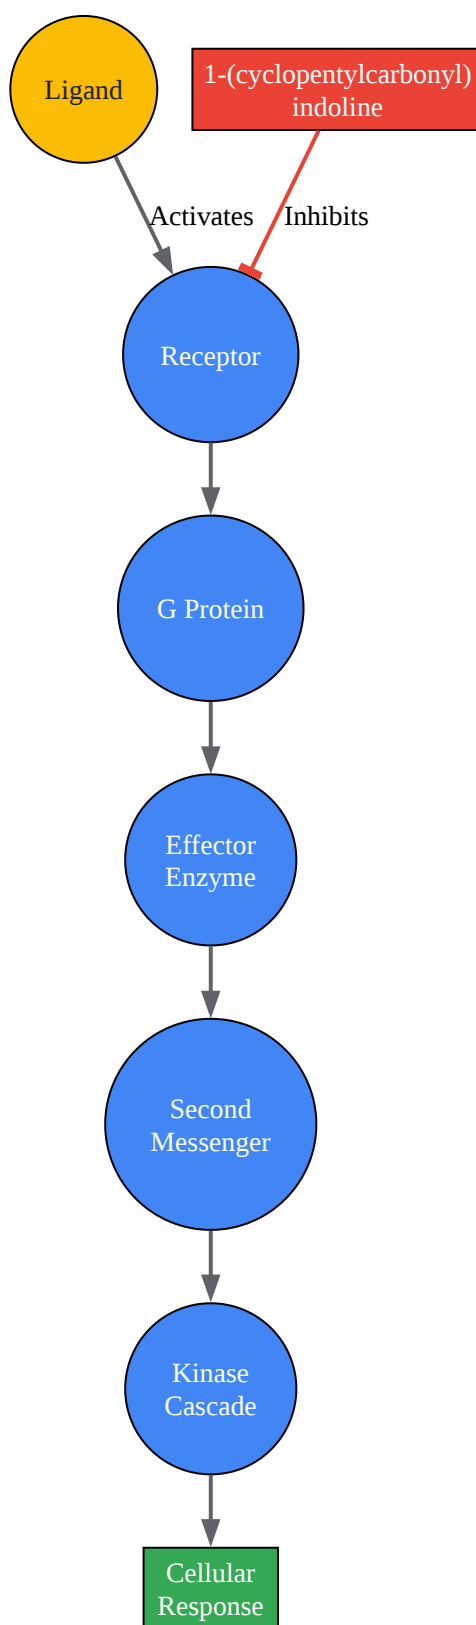 Ligand
1-(cyclopentylcarbonyl)
indoline
Activates
Inhibits
Receptor
G Protein
Effector
Enzyme
Second
Messenger
Kinase
Cascade
Cellular
Response